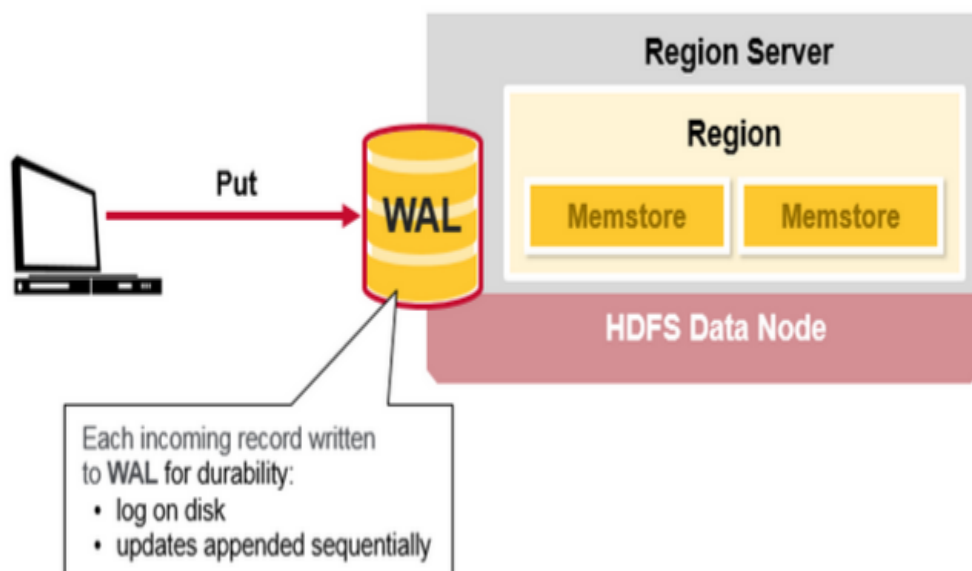 Region Server
Region
Put
WAL
Memstore
Memstore
HDFS Data Node
Each incoming record written
to WAL for durability:
• log on disk
• updates appended sequentially